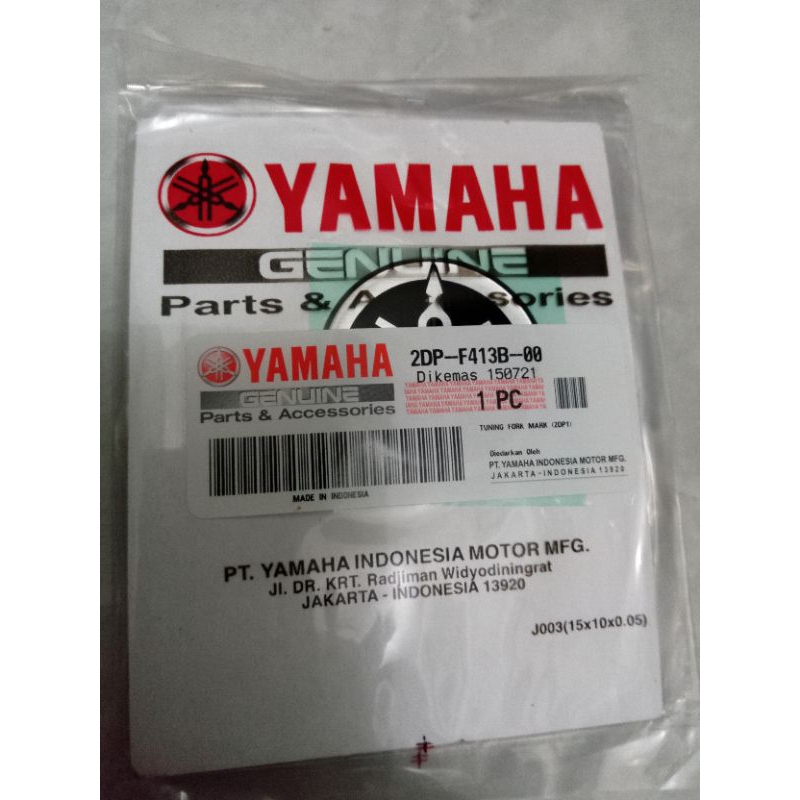 YAMAHA
GENUINE
Parts & Accessories
YAMAHA
GENUINE
Parts & Accessories
2DP-F413B-00
Dikemas 150721
1 PC
TUNING FORK MARK (2DP1)
Diedarkan Oleh
PT. YAMAHA INDONESIA MOTOR MFG.
JAKARTA-INDONESIA 13920
MADE IN INDONESIA
PT. YAMAHA INDONESIA MOTOR MFG.
Jl. DR. KRT. Radjiman Widyodiningrat
JAKARTA - INDONESIA 13920
J003(15x10x0.05)